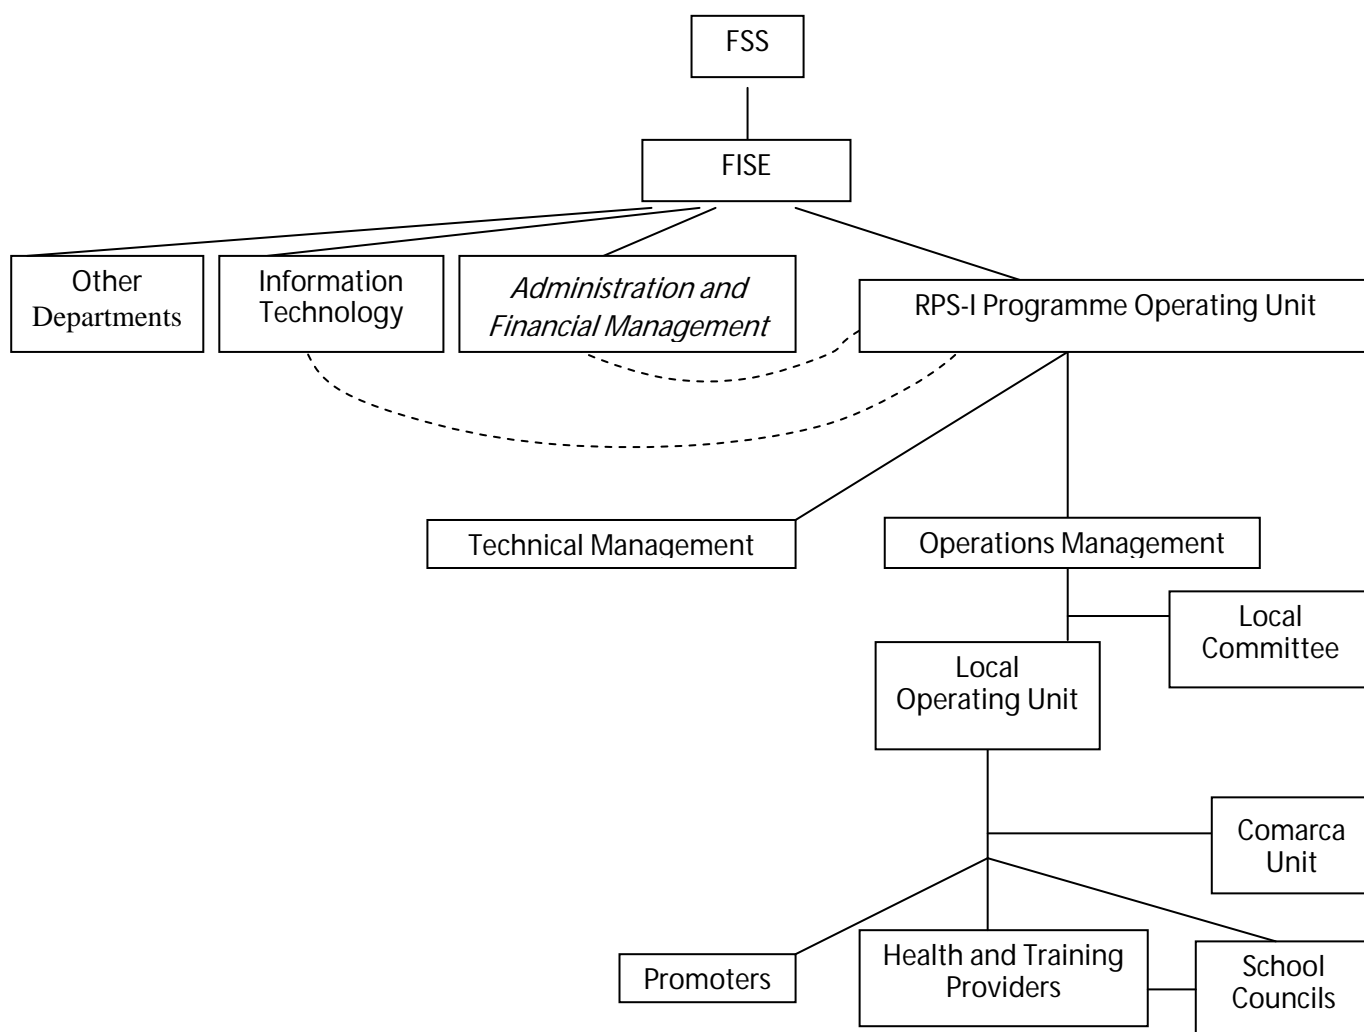 FSS
FISE
Other
Departments
Information
Technology
Administration and
Financial Management
RPS-I Programme Operating Unit
Technical Management
Operations Management
Local
Committee
Local
Operating Unit
Comarca
Unit
Promoters
Health and Training
Providers
School
Councils